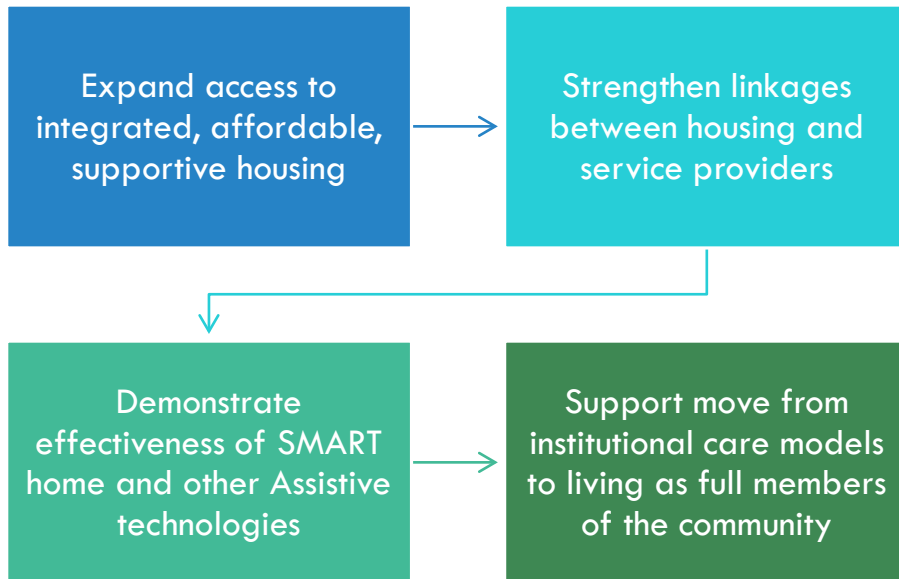 Expand access to
integrated, affordable,
supportive housing
Strengthen linkages
between housing and
service providers
Demonstrate
effectiveness of SMART
home and other Assistive
technologies
Support move from
institutional care models
to living as full members
of the community